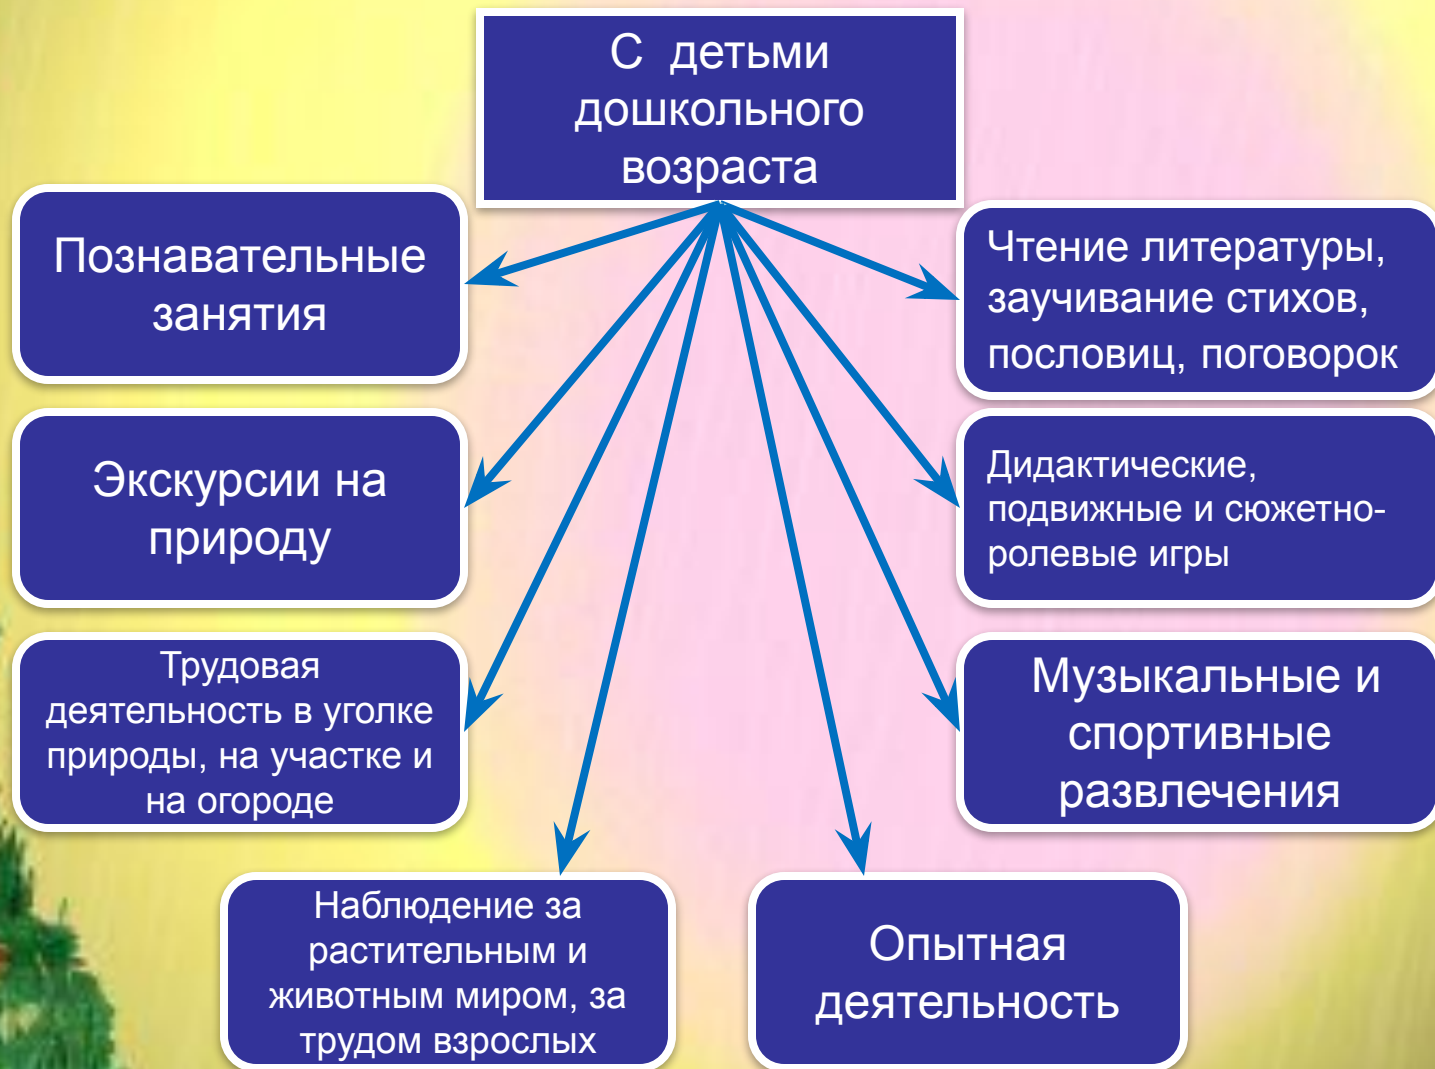 С детьми
дошкольного
возраста
Познавательные
занятия
Чтение литературы,
заучивание стихов,
пословиц, поговорок
Экскурсии на
природу
Дидактические,
подвижные и сюжетно-
ролевые игры
Трудовая
деятельность в уголке
природы, на участке и
на огороде
Музыкальные и
спортивные
развлечения
Наблюдение за
растительным и
животным миром, за
трудом взрослых
Опытная
деятельность